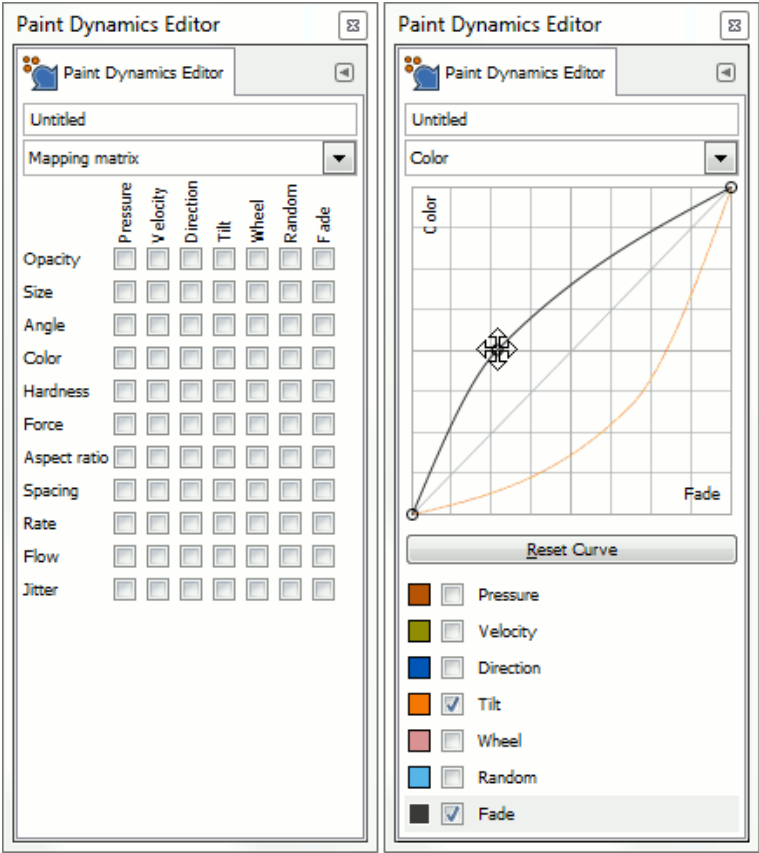 Paint Dynamics Editor
Paint Dynamics Editor
Untitled
Mapping matrix
Pressure
Velocity
Direction
Tilt
Wheel
Random
Fade
Opacity
Size
Angle
Color
Hardness
Force
Aspect ratio
Spacing
Rate
Flow
Jitter
Paint Dynamics Editor
Paint Dynamics Editor
Untitled
Color
Color
Fade
Reset Curve
Pressure
Velocity
Direction
Tilt
Wheel
Random
Fade